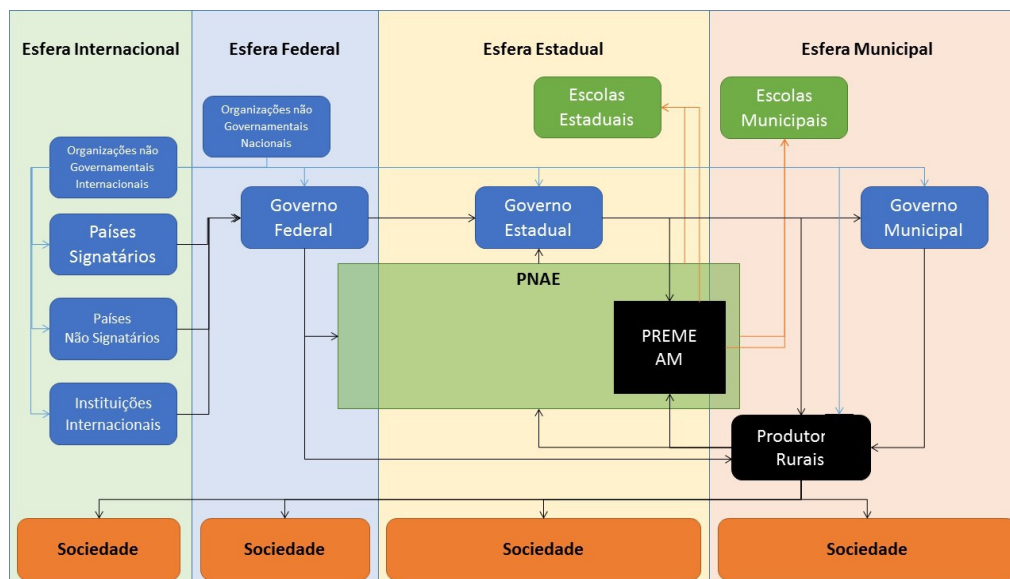 Esfera Internacional
Esfera Federal
Esfera Estadual
Esfera Municipal
Escolas
Estaduais
Escolas
Municipais
Organizações não
Governamentais
Nacionais
Organizações não
Governamentais
Internacionais
Governo
Federal
Governo
Estadual
Governo
Municipal
Países
Signatários
PNAE
Países
Não Signatários
PREME
AM
Instituições
Internacionais
Produtor
Rurais
Sociedade
Sociedade
Sociedade
Sociedade